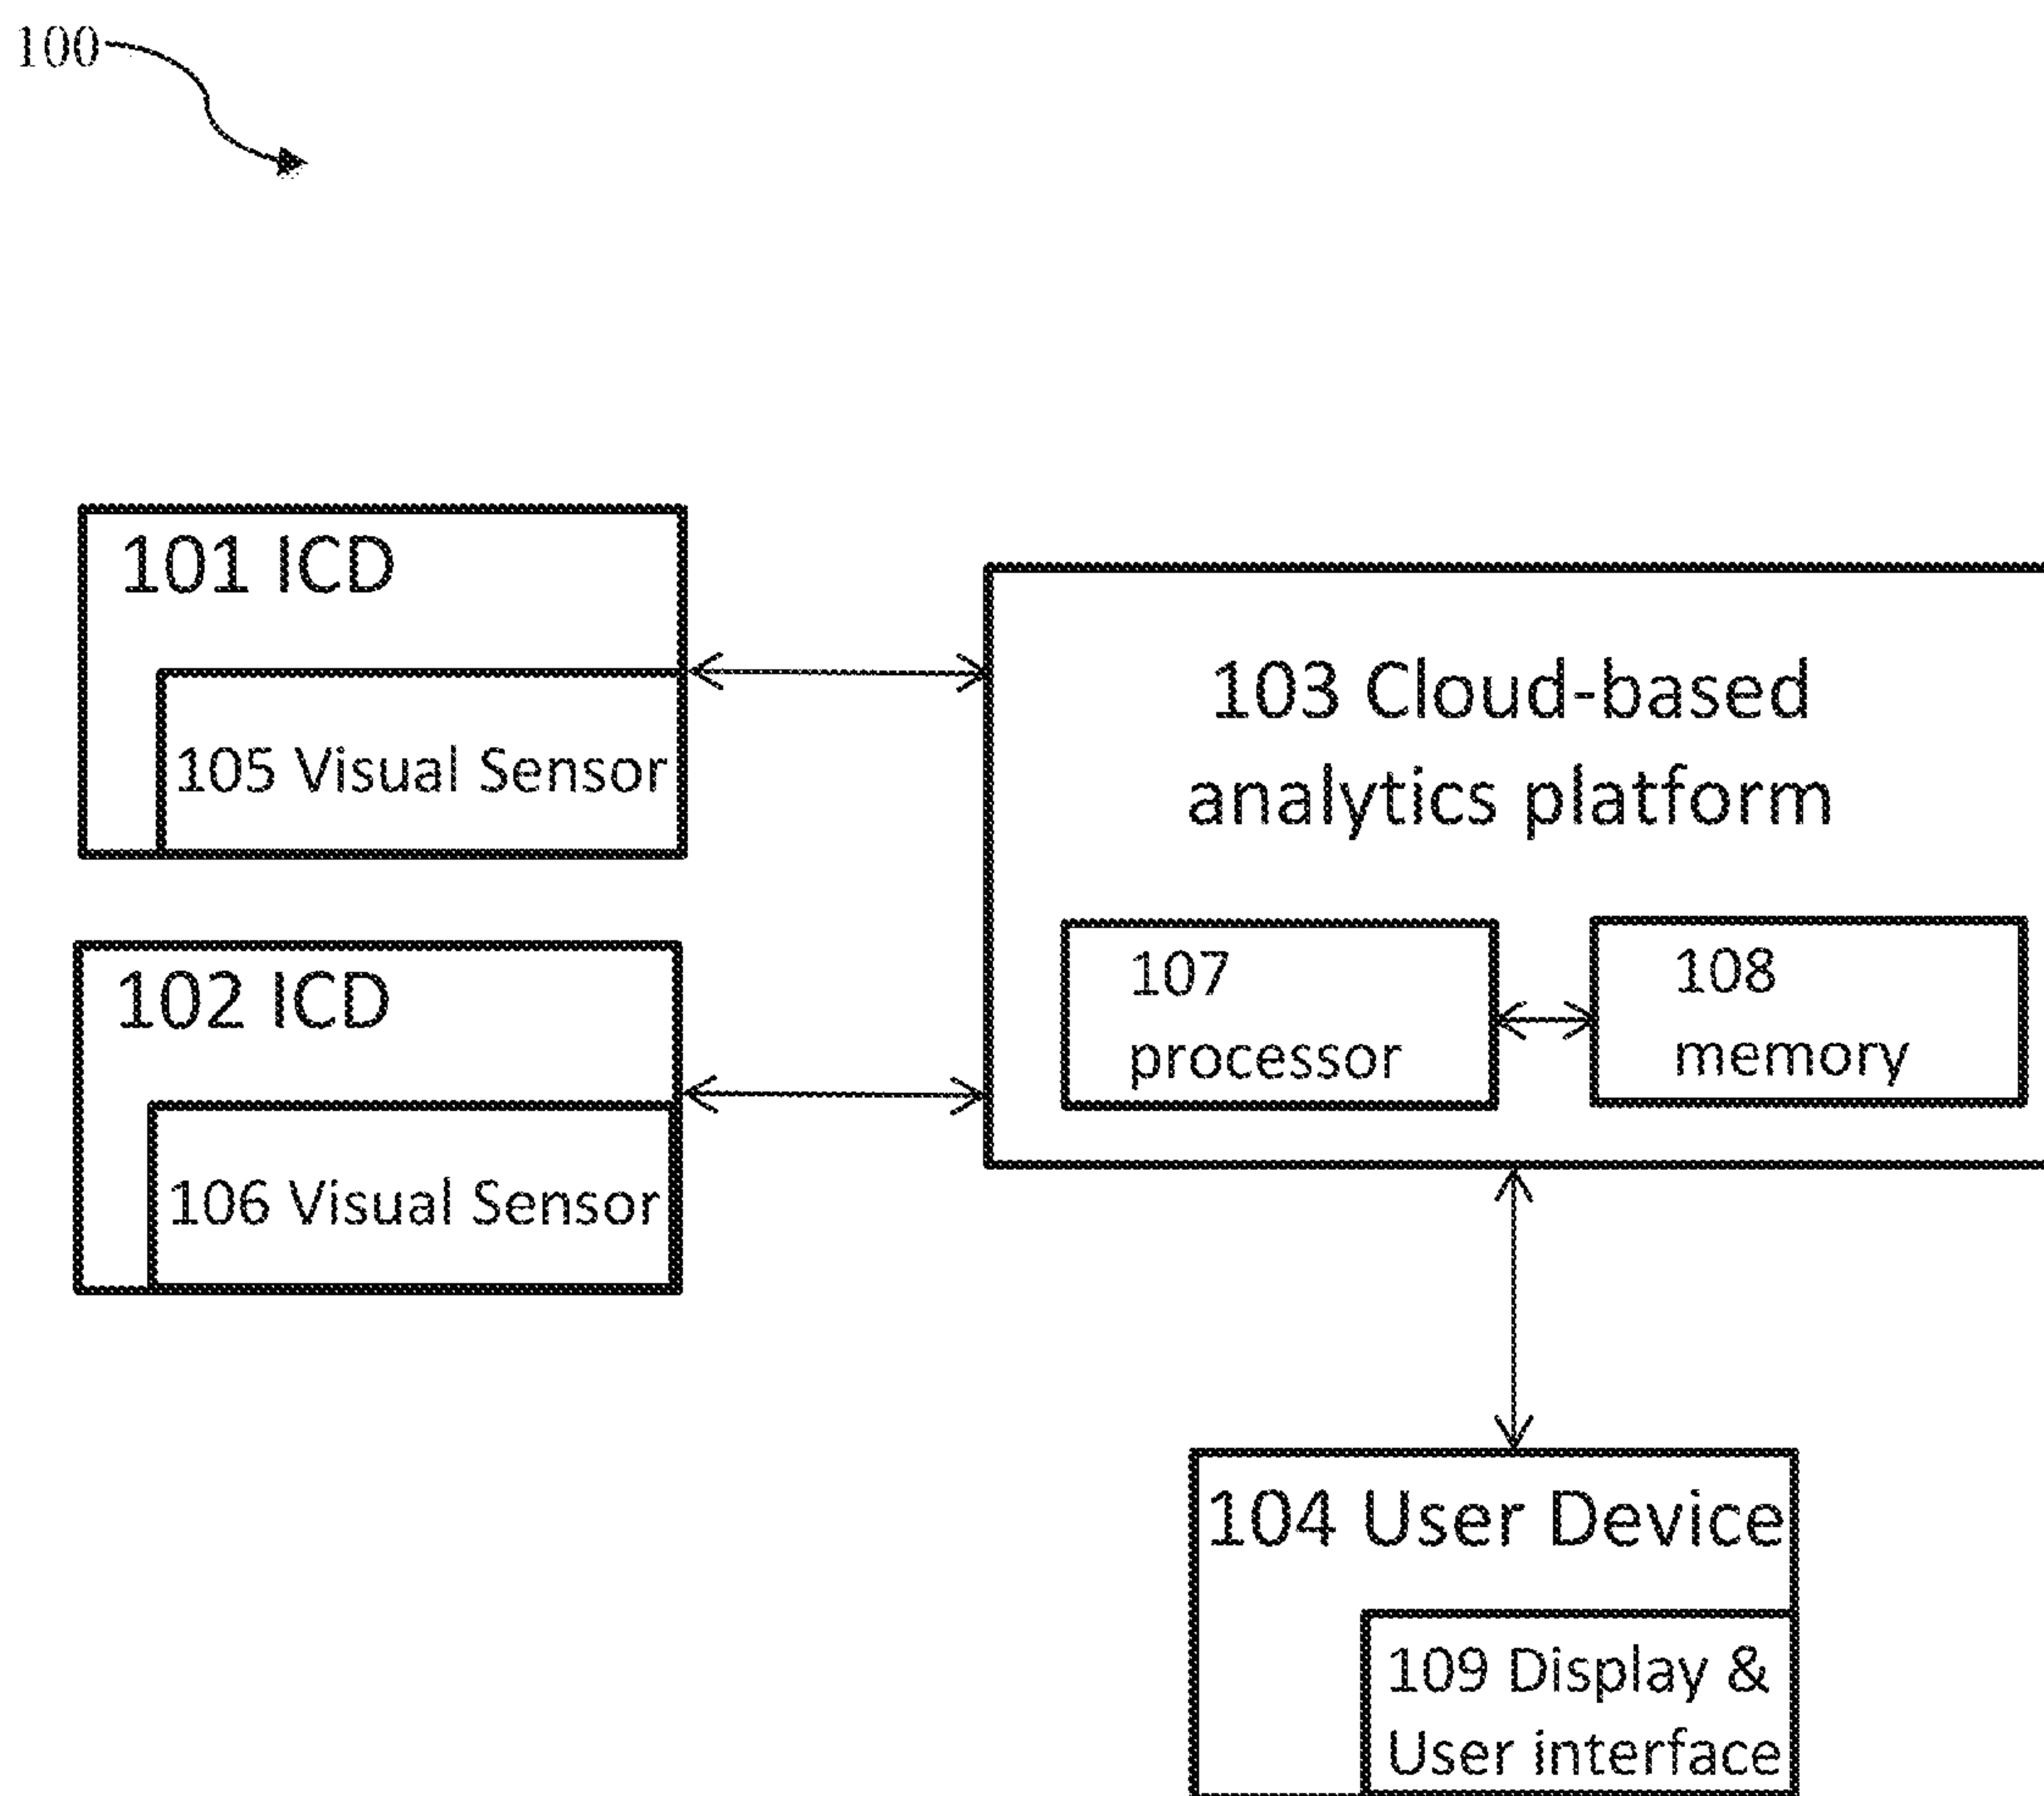 100
101 ICD
105 Visual Sensor
102 ICD
106 Visual Sensor
103 Cloud-based
analytics platform
107
processor
108
memory
104 User Device
109 Display &
User interface